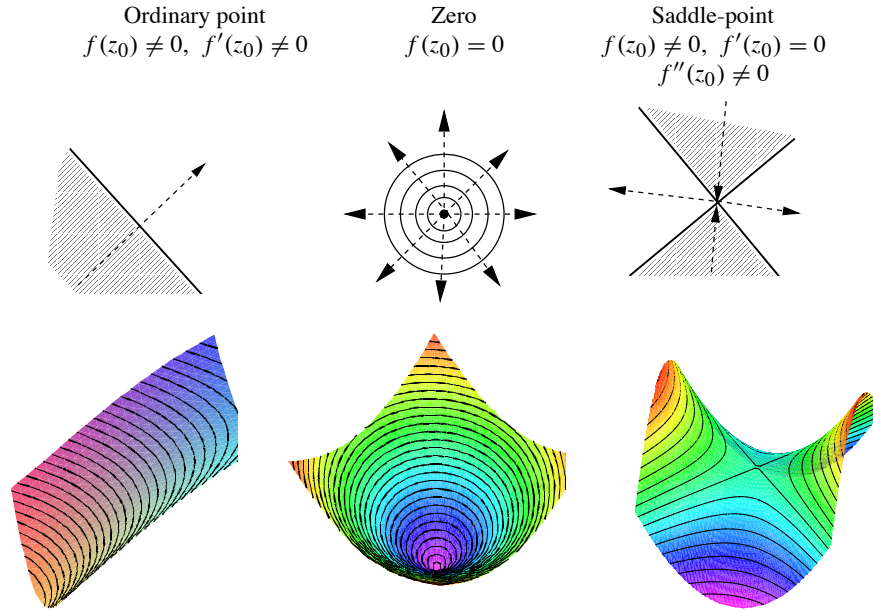 Ordinary point
f(z₀) ≠ 0, f′(z₀) ≠ 0
Zero
f(z₀) = 0
Saddle-point
f(z₀) ≠ 0, f′(z₀) = 0
f″(z₀) ≠ 0